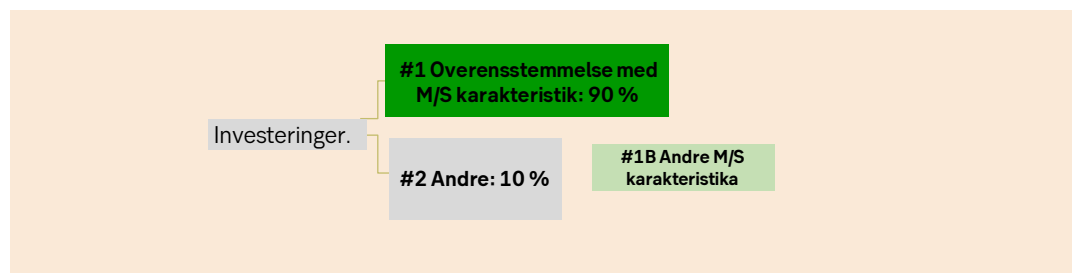 #1 Overensstemmelse med
M/S karakteristik: 90 %
Investeringer.
#2 Andre: 10 %
#1B Andre M/S
karakteristika